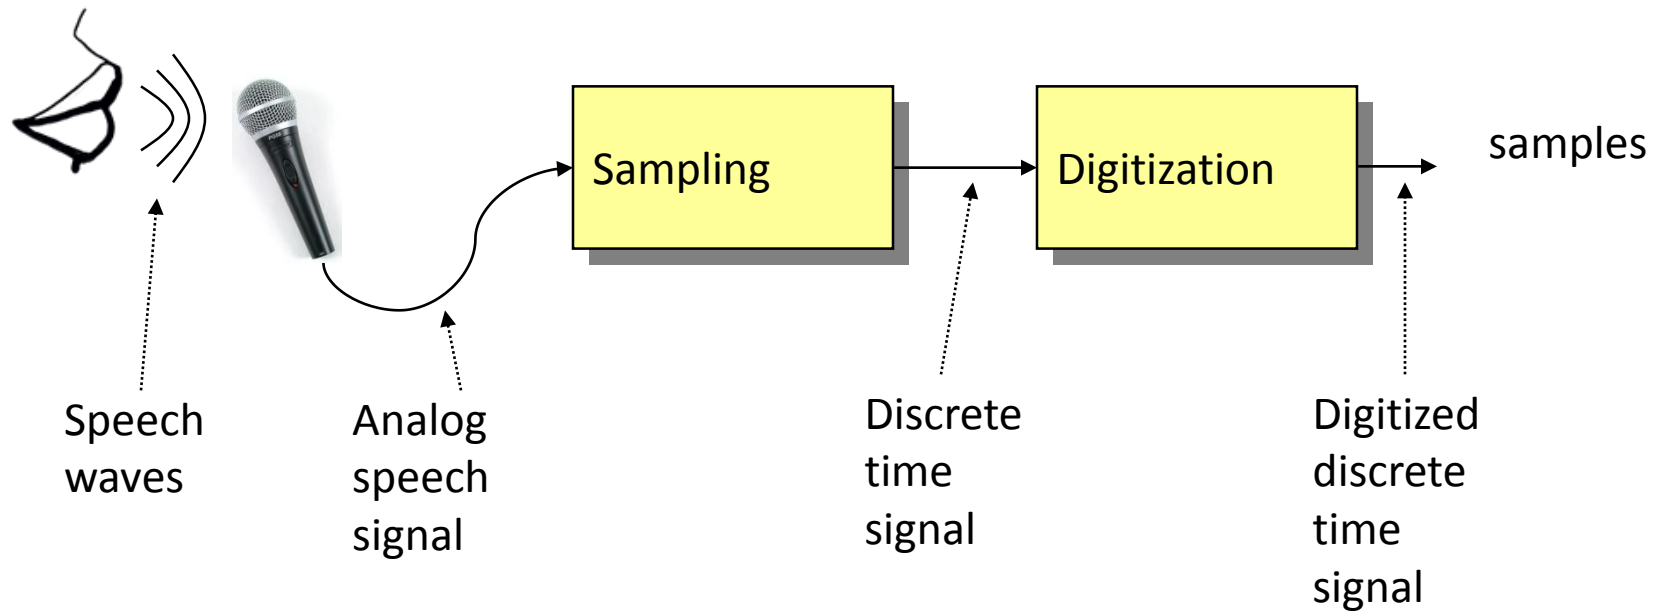 Sampling
Digitization
samples
Speech
waves
Analog
speech
signal
Discrete
time
signal
Digitized
discrete
time
signal